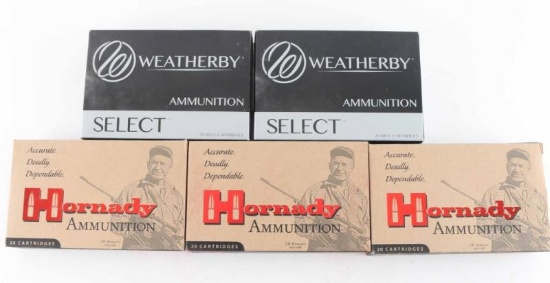 WEATHERBY
AMMUNITION
SELECT
WEATHERBY
AMMUNITION
SELECT
Accurate.
Deadly.
Dependable.
Hornady
AMMUNITION
20 CARTRIDGES
Accurate.
Deadly.
Dependable.
Hornady
AMMUNITION
20 CARTRIDGES
Accurate.
Deadly.
Dependable.
Hornady
AMMUNITION
20 CARTRIDGES